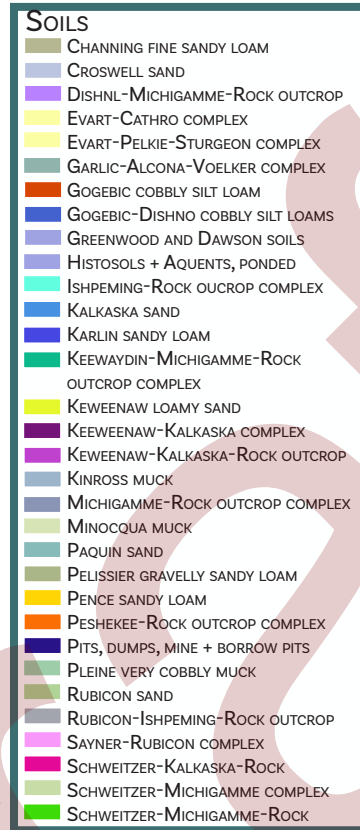 Soils
Channing fine sandy loam
Croswell sand
Dishnl-Michigamme-Rock outcrop
Evart-Cathro complex
Evart-Pelkie-Sturgeon complex
Garlic-Alcona-Voelker complex
Gogebic cobbly silt loam
Gogebic-Dishno cobbly silt loams
Greenwood and Dawson soils
Histosols + Aquents, ponded
Ishpeming-Rock oucrop complex
Kalkaska sand
Karlin sandy loam
Keewaydin-Michigamme-Rock
outcrop complex
Keweenaw loamy sand
Keeweenaw-Kalkaska complex
Keweenaw-Kalkaska-Rock outcrop
Kinross muck
Michigamme-Rock outcrop complex
Minocqua muck
Paquin sand
Pelissier gravelly sandy loam
Pence sandy loam
Peshekee-Rock outcrop complex
Pits, dumps, mine + borrow pits
Pleine very cobbly muck
Rubicon sand
Rubicon-Ishpeming-Rock outcrop
Sayner-Rubicon complex
Schweitzer-Kalkaska-Rock
Schweitzer-Michigamme complex
Schweitzer-Michigamme-Rock